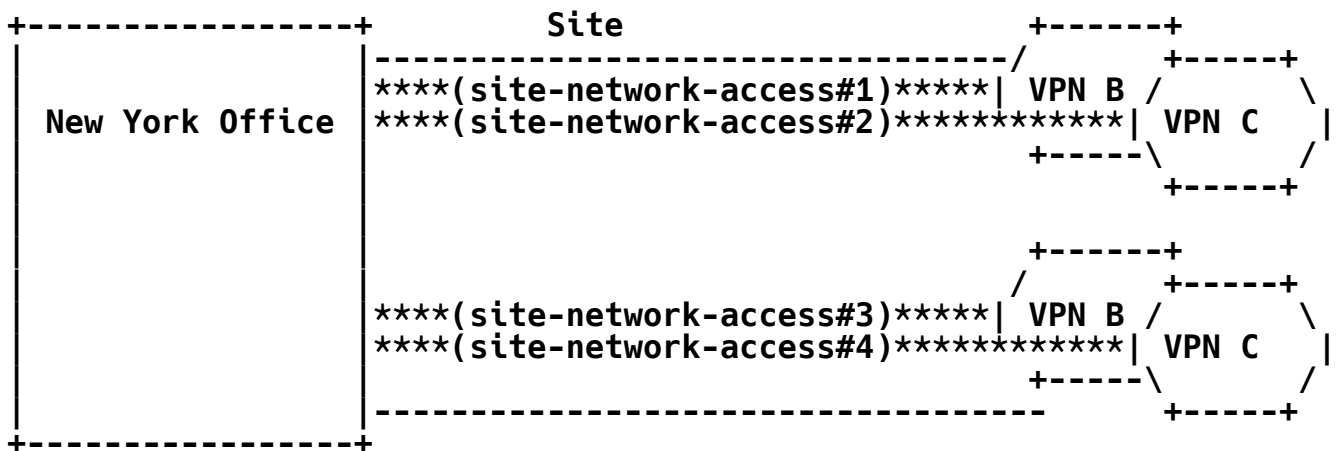 +-----------------+         Site                     +------+
|                 |---------------------------------/       +-----+
|                 |****(site-network-access#1)*****| VPN B /       \
| New York Office |****(site-network-access#2)************| VPN C   |
|                 |                                  +-----\       /
|                 |                                         +-----+
|                 |
|                 |                                  +------+
|                 |                                 /       +-----+
|                 |****(site-network-access#3)*****| VPN B /       \
|                 |****(site-network-access#4)************| VPN C   |
|                 |                                  +-----\       /
|                 |-----------------------------------      +-----+
+-----------------+